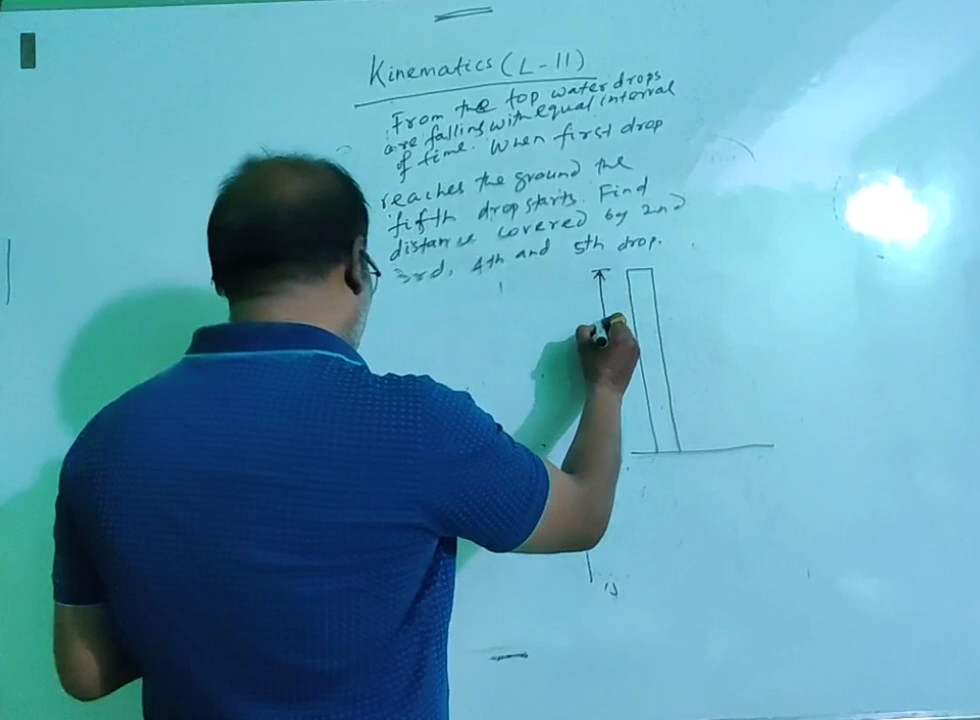 Kinematics (L-11)
From the top water drops
are falling with equal interval
of time. When first drop
reaches the ground the
fifth drop starts. Find
distance covered by 2nd
3rd, 4th and 5th drop.